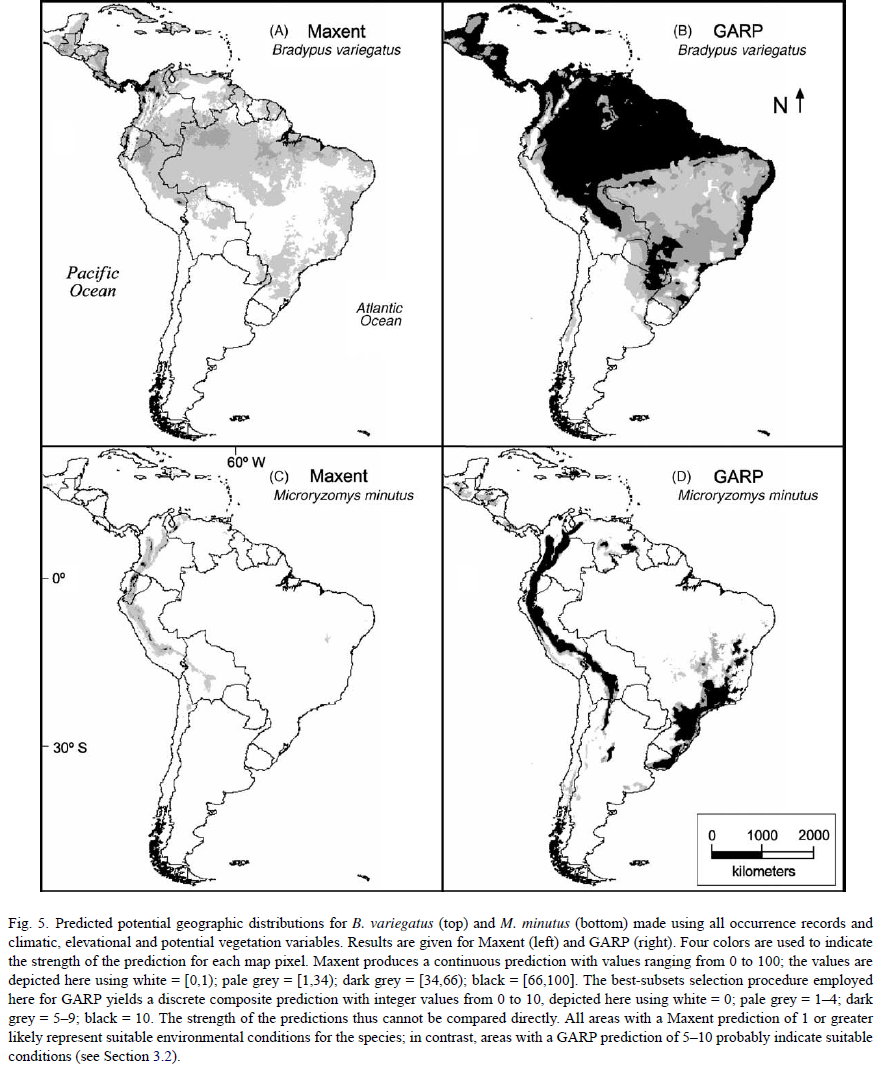 (A) Maxent
Bradypus variegatus
(B) GARP
Bradypus variegatus
N
Pacific
Ocean
Atlantic
Ocean
60º W
(C) Maxent
Microryzomys minutus
(D) GARP
Microryzomys minutus
0º
30º S
0 1000 2000
kilometers
Fig. 5. Predicted potential geographic distributions for B. variegatus (top) and M. minutus (bottom) made using all occurrence records and
climatic, elevational and potential vegetation variables. Results are given for Maxent (left) and GARP (right). Four colors are used to indicate
the strength of the prediction for each map pixel. Maxent produces a continuous prediction with values ranging from 0 to 100; the values are
depicted here using white = [0,1); pale grey = [1,34); dark grey = [34,66); black = [66,100]. The best-subsets selection procedure employed
here for GARP yields a discrete composite prediction with integer values from 0 to 10, depicted here using white = 0; pale grey = 1–4; dark
grey = 5–9; black = 10. The strength of the predictions thus cannot be compared directly. All areas with a Maxent prediction of 1 or greater
likely represent suitable environmental conditions for the species; in contrast, areas with a GARP prediction of 5–10 probably indicate suitable
conditions (see Section 3.2).